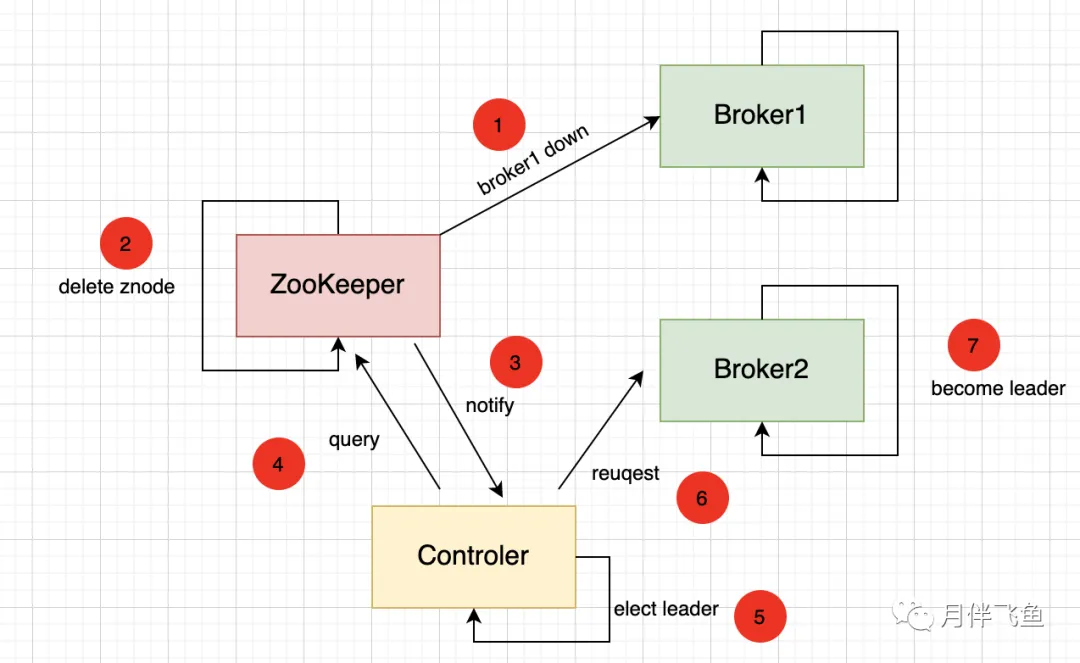 1
broker1 down
Broker1
2
delete znode
ZooKeeper
3
notify
4
query
Broker2
7
become leader
reuqest
6
Controler
elect leader
5
月伴飞鱼